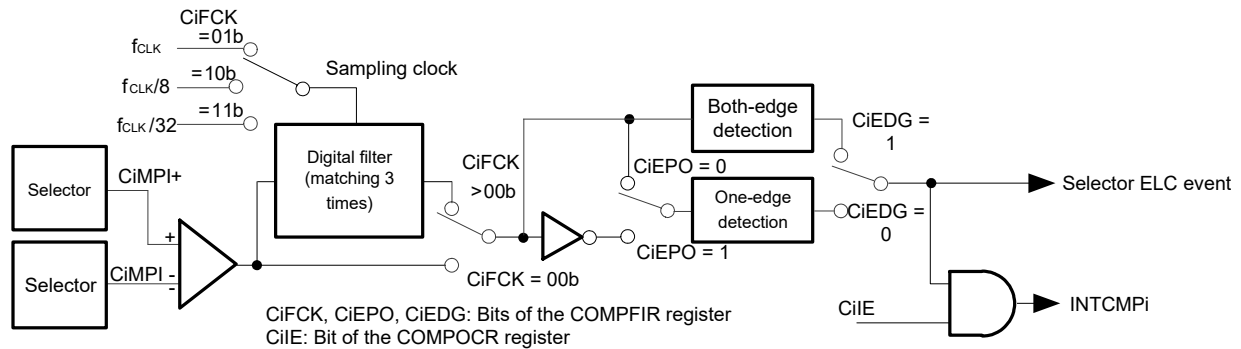 CiFCK
=01b
fCLK
Sampling clock
=10b
fCLK/8
=11b
fCLK/32
Both-edge
detection
CiEDG =
1
Digital filter
(matching 3
times)
CiFCK
>00b
CiEPO = 0
Selector
CiMPI+
One-edge
detection
Selector ELC event
CiEDG =
0
+
CiEPO = 1
Selector
CiMPI -
-
CiFCK = 00b
CiFCK, CiEPO, CiEDG: Bits of the COMPFIR register
CiIE: Bit of the COMPOCR register
CiIE
INTCMPi